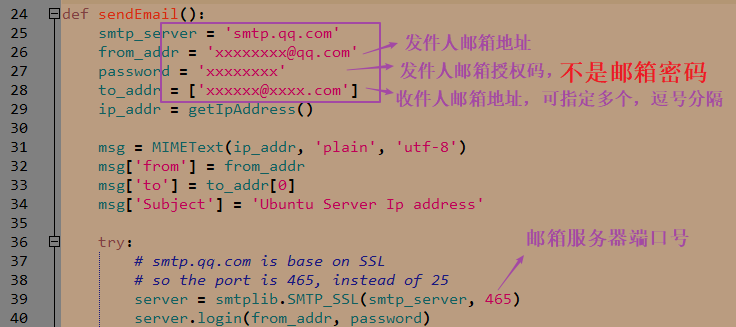 24 def sendEmail():
25 smtp_server = 'smtp.qq.com'
26 from_addr = 'xxxxxxxx@qq.com' 发件人邮箱地址
27 password = 'xxxxxxxx' 发件人邮箱授权码，不是邮箱密码
28 to_addr = ['xxxxxx@xxxx.com'] 收件人邮箱地址，可指定多个，逗号分隔
29 ip_addr = getIpAddress()
30
31 msg = MIMEText(ip_addr, 'plain', 'utf-8')
32 msg['from'] = from_addr
33 msg['to'] = to_addr[0]
34 msg['Subject'] = 'Ubuntu Server Ip address'
35
36 try: 邮箱服务器端口号
37 # smtp.qq.com is base on SSL
38 # so the port is 465, instead of 25
39 server = smtplib.SMTP_SSL(smtp_server, 465)
40 server.login(from_addr, password)